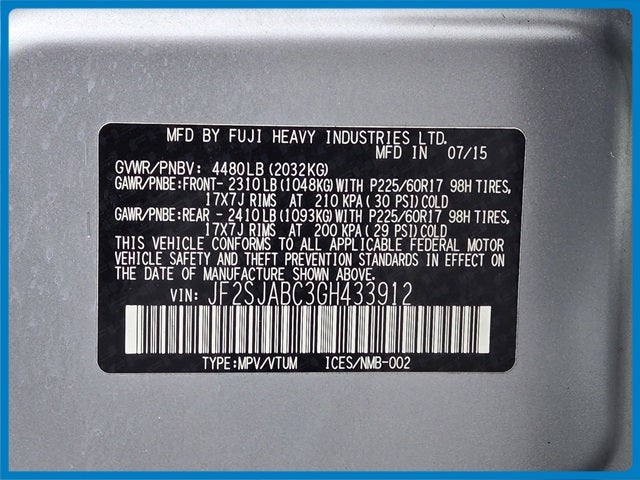 MFD BY FUJI HEAVY INDUSTRIES LTD.
MFD IN 07/15
GVWR/PNBV: 4480LB(2032KG)
GAWR/PNBE:FRONT- 2310LB(1048KG)WITH P225/60R17 98H TIRES,
17X7J RIMS AT 210 KPA( 30 PSI)COLD
GAWR/PNBE:REAR - 2410LB(1093KG)WITH P225/60R17 98H TIRES,
17X7J RIMS AT 200 KPA(29 PSI)COLD
THIS VEHICLE CONFORMS TO ALL APPLICABLE FEDERAL MOTOR
VEHICLE SAFETY AND THEFT PREVENTION STANDARDS IN EFFECT ON
THE DATE OF MANUFACTURE SHOWN ABOVE.
VIN: JF2SJABC3GH433912
TYPE:MPV/VTUM ICES/NMB-002